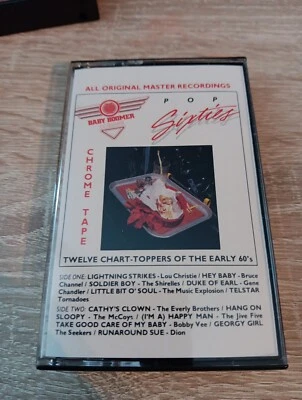 ALL ORIGINAL MASTER RECORDINGS
BABY BOOMER
POP
Sixties
CHROME TAPE
TWELVE CHART-TOPPERS OF THE EARLY 60's
SIDE ONE: LIGHTNING STRIKES - Lou Christie / HEY BABY - Bruce
Channel / SOLDIER BOY - The Shirelles / DUKE OF EARL - Gene
Chandler / LITTLE BIT O' SOUL - The Music Explosion / TELSTAR
Tornadoes
SIDE TWO: CATHY'S CLOWN - The Everly Brothers / HANG ON
SLOOPY - The McCoys / (I'M A) HAPPY MAN - The Jive Five
TAKE GOOD CARE OF MY BABY - Bobby Vee / GEORGY GIRL
The Seekers / RUNAROUND SUE - Dion